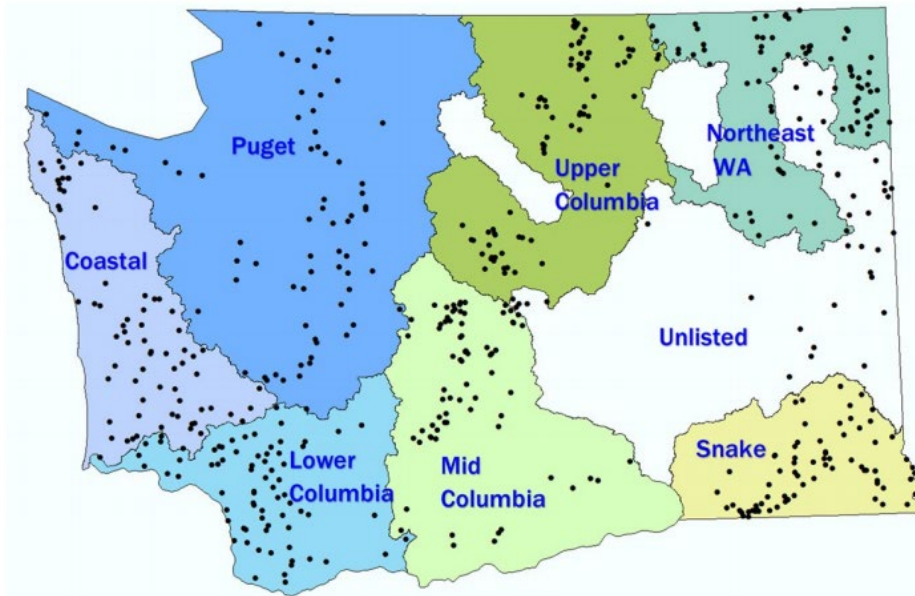 Puget
Northeast
WA
Upper
Columbia
Coastal
Unlisted
Snake
Lower
Columbia
Mid
Columbia